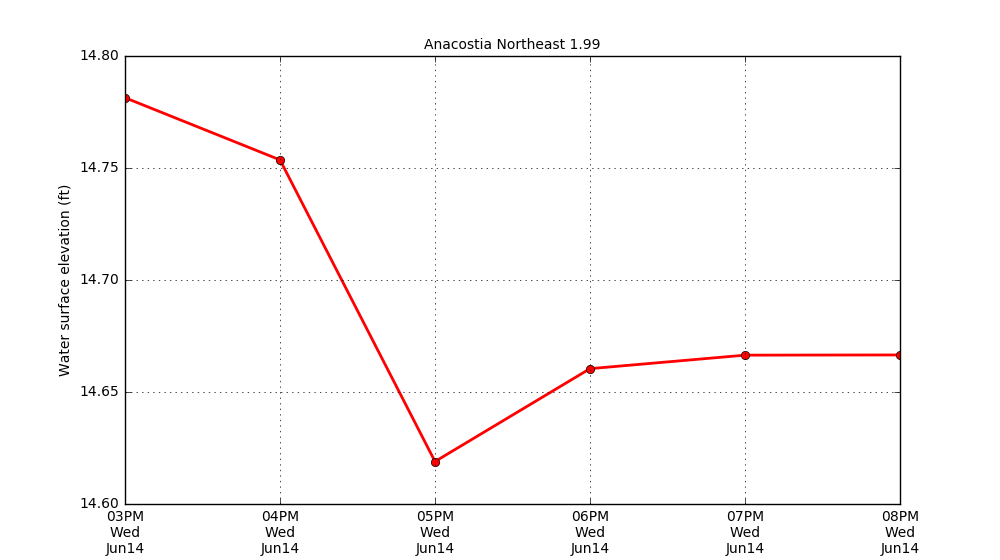 Anacostia Northeast 1.99
Water surface elevation (ft)
14.80
14.75
14.70
14.65
14.60
03PM 04PM 05PM 06PM 07PM 08PM
Wed Wed Wed Wed Wed Wed
Jun14 Jun14 Jun14 Jun14 Jun14 Jun14